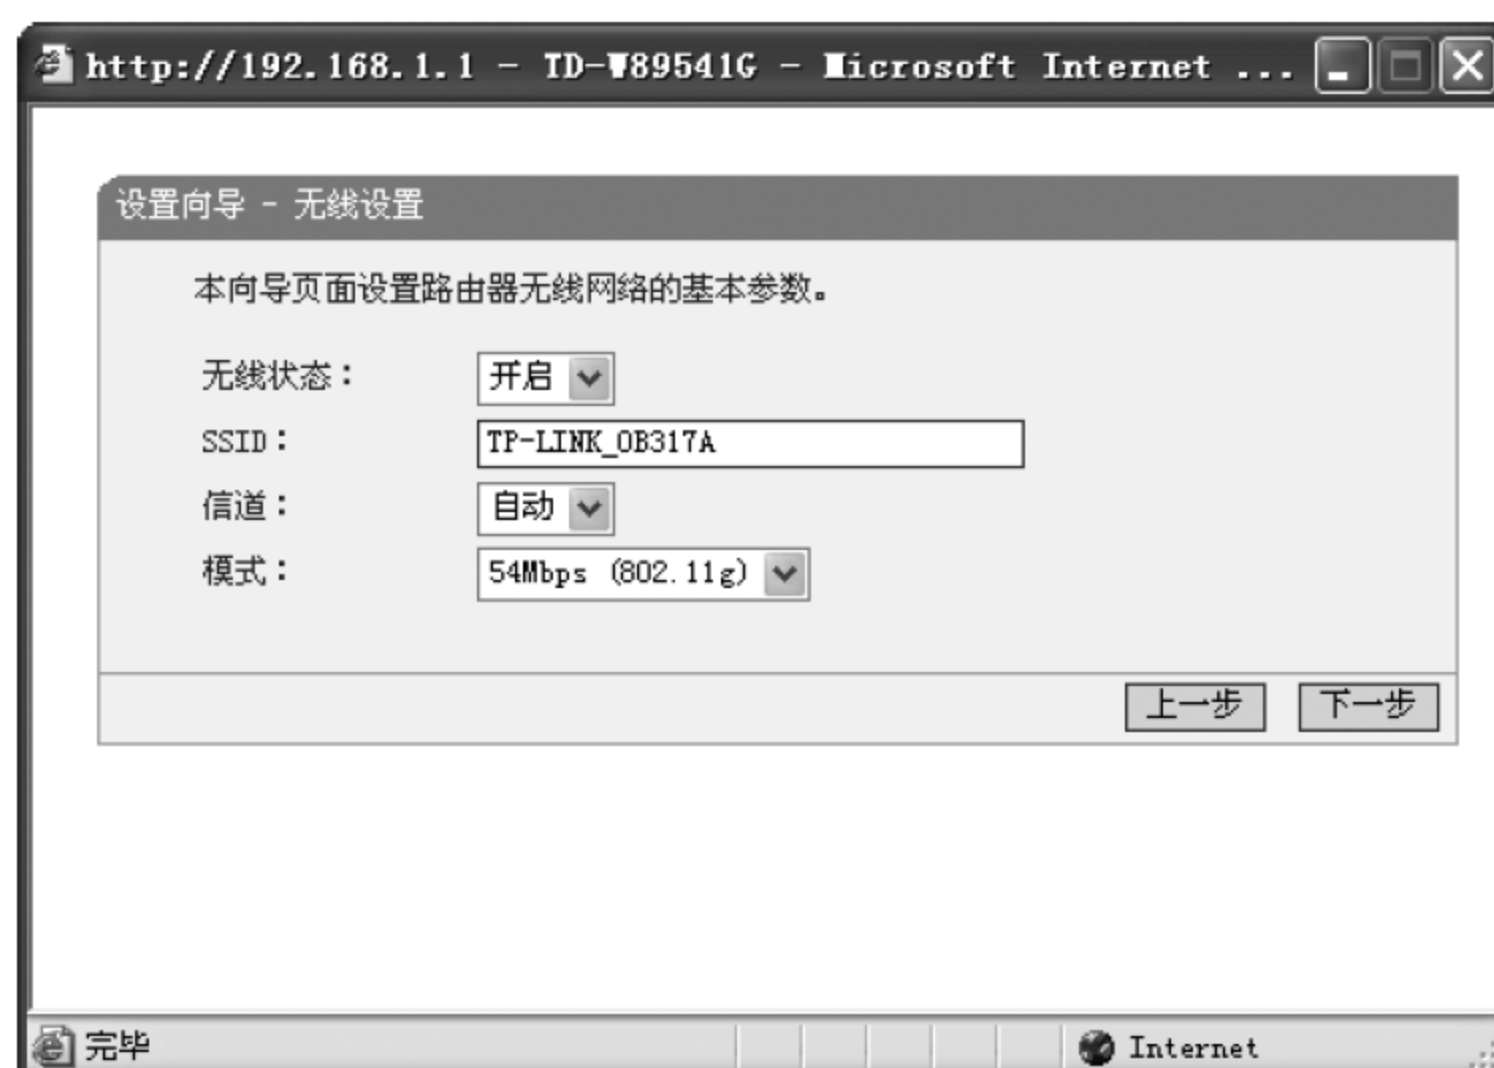 http://192.168.1.1 - TD-W89541G - Microsoft Internet ...
设置向导 - 无线设置
本向导页面设置路由器无线网络的基本参数。
无线状态： 开启
SSID： TP-LINK_0B317A
信道： 自动
模式： 54Mbps (802.11g)
上一步 下一步
完毕 Internet